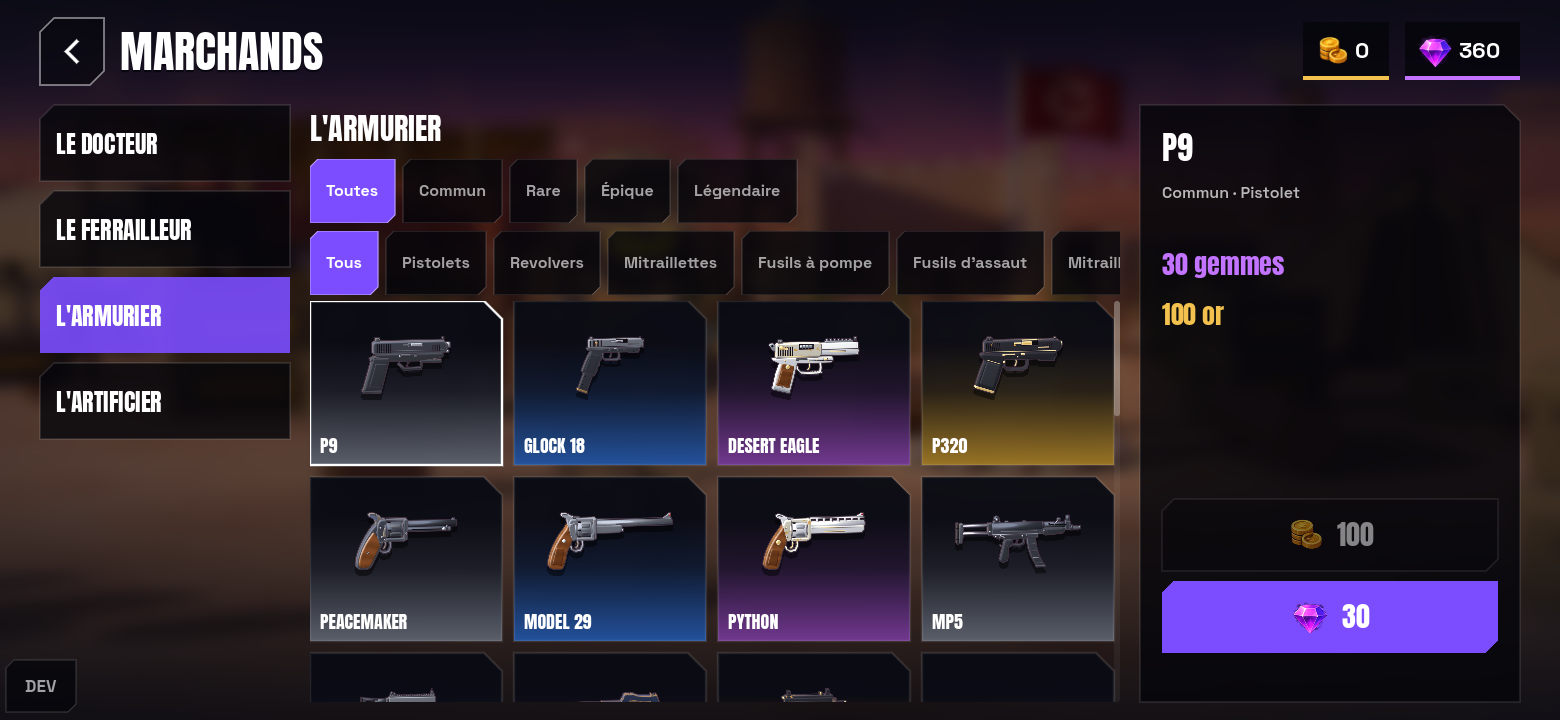 MARCHANDS
0
360
LE DOCTEUR
LE FERRAILLEUR
L'ARMURIER
L'ARTIFICIER
L'ARMURIER
Toutes
Commun
Rare
Épique
Légendaire
Tous
Pistolets
Revolvers
Mitraillettes
Fusils à pompe
Fusils d'assaut
Mitraill
P9
GLOCK 18
DESERT EAGLE
P320
PEACEMAKER
MODEL 29
PYTHON
MP5
P9
Commun · Pistolet
30 gemmes
100 or
100
30
DEV